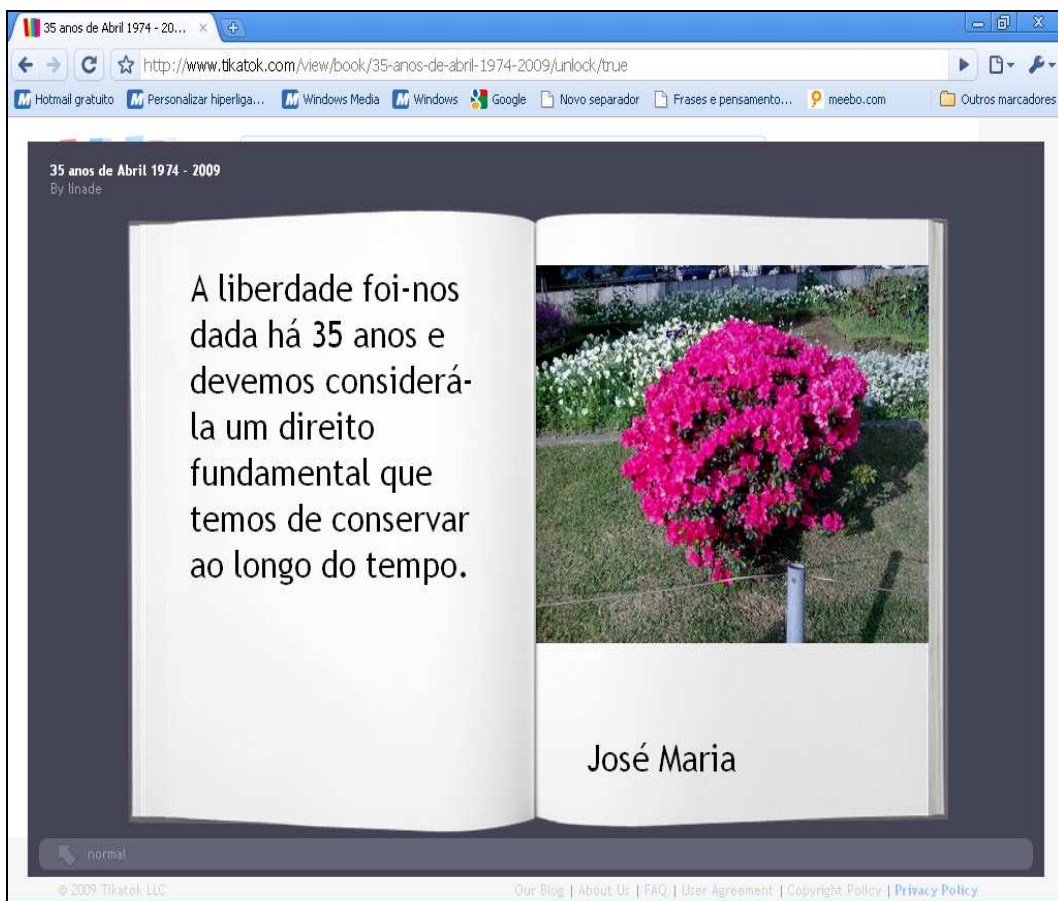 35 anos de Abril 1974 - 20...
http://www.tikatok.com/view/book/35-anos-de-abril-1974-2009/unlock/true
Hotmail gratuito Personalizar hiperliga... Windows Media Windows Google Novo separador Frases e pensamento... meebo.com Outros marcadores
35 anos de Abril 1974 - 2009
By linade
A liberdade foi-nos
dada há 35 anos e
devemos considerá-
la um direito
fundamental que
temos de conservar
ao longo do tempo.
José Maria
normal
© 2009 Tikatok LLC Our Blog | About Us | FAQ | User Agreement | Copyright Policy | Privacy Policy